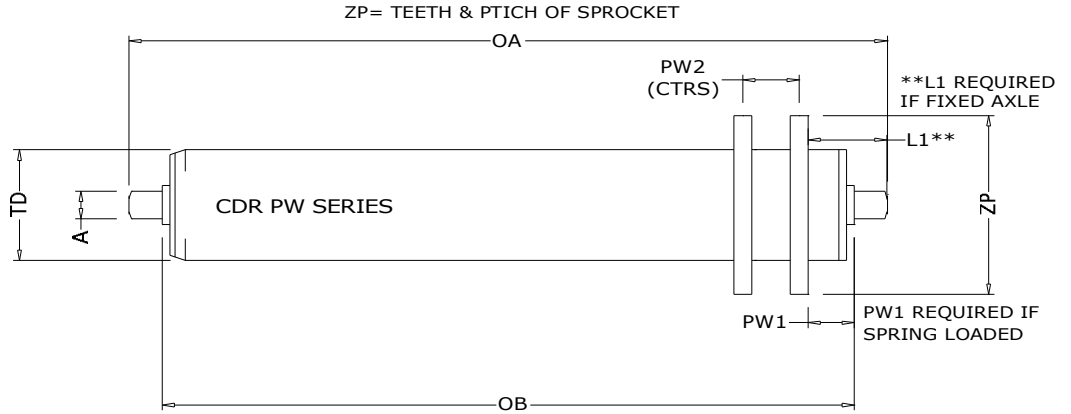 ZP= TEETH & PTICH OF SPROCKET
OA
PW2
(CTRS)
**L1 REQUIRED
IF FIXED AXLE
L1**
TD
A
CDR PW SERIES
ZP
PW1
PW1 REQUIRED IF
SPRING LOADED
OB